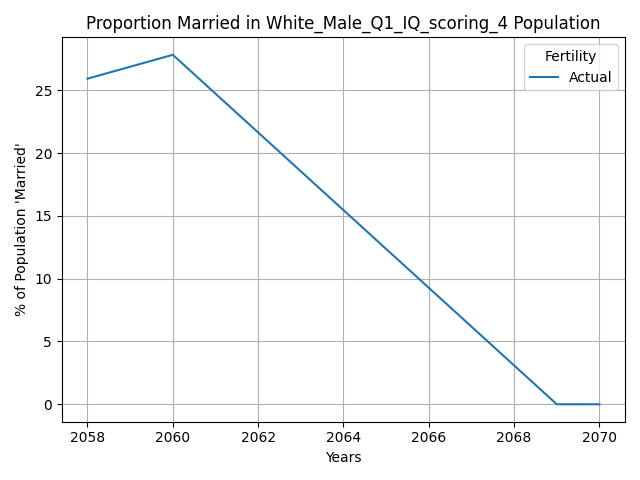 Proportion Married in White_Male_Q1_IQ_scoring_4 Population
Fertility
Actual
% of Population 'Married'
25
20
15
10
5
0
2058 2060 2062 2064 2066 2068 2070
Years